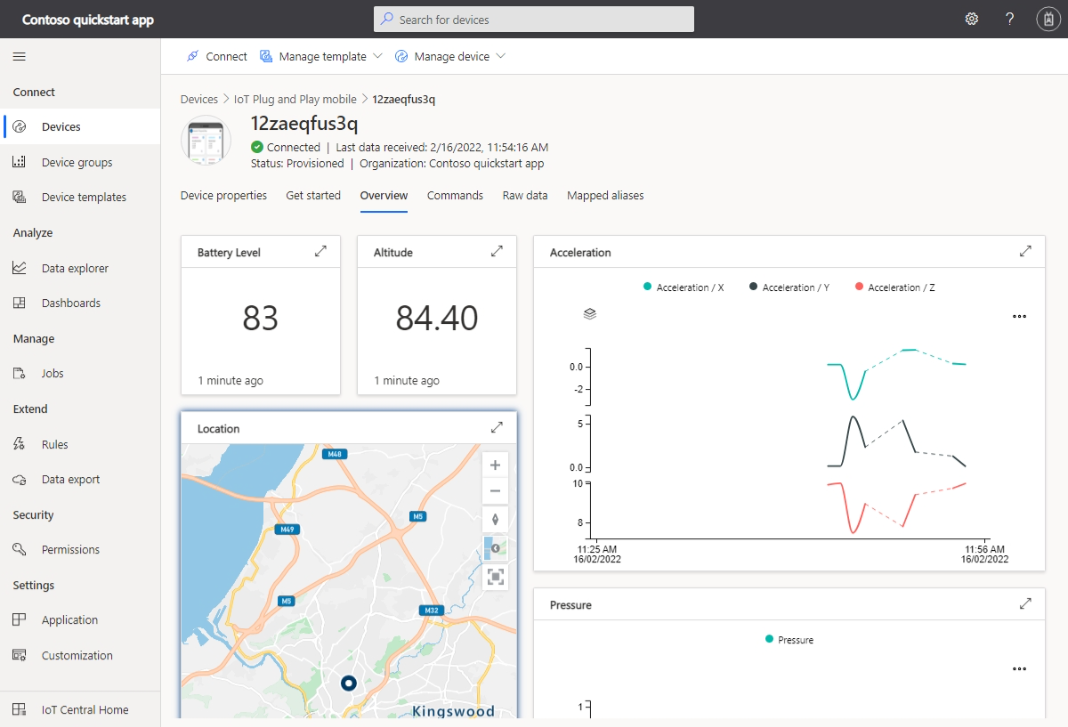 Contoso quickstart app
Search for devices
?
Connect
Devices
Device groups
Device templates
Analyze
Data explorer
Dashboards
Manage
Jobs
Extend
Rules
Data export
Security
Permissions
Settings
Application
Customization
IoT Central Home
Connect Manage template Manage device
Devices > IoT Plug and Play mobile > 12zaeqfus3q
12zaeqfus3q
Connected | Last data received: 2/16/2022, 11:54:16 AM
Status: Provisioned | Organization: Contoso quickstart app
Device properties Get started Overview Commands Raw data Mapped aliases
Battery Level
83
1 minute ago
Altitude
84.40
1 minute ago
Location
M48
M5
M49
M5
M32
Kingswood
+
−
Acceleration
Acceleration / X Acceleration / Y Acceleration / Z
0.0
-2
5
0.0
10
8
11:25 AM 11:56 AM
16/02/2022 16/02/2022
Pressure
Pressure
1